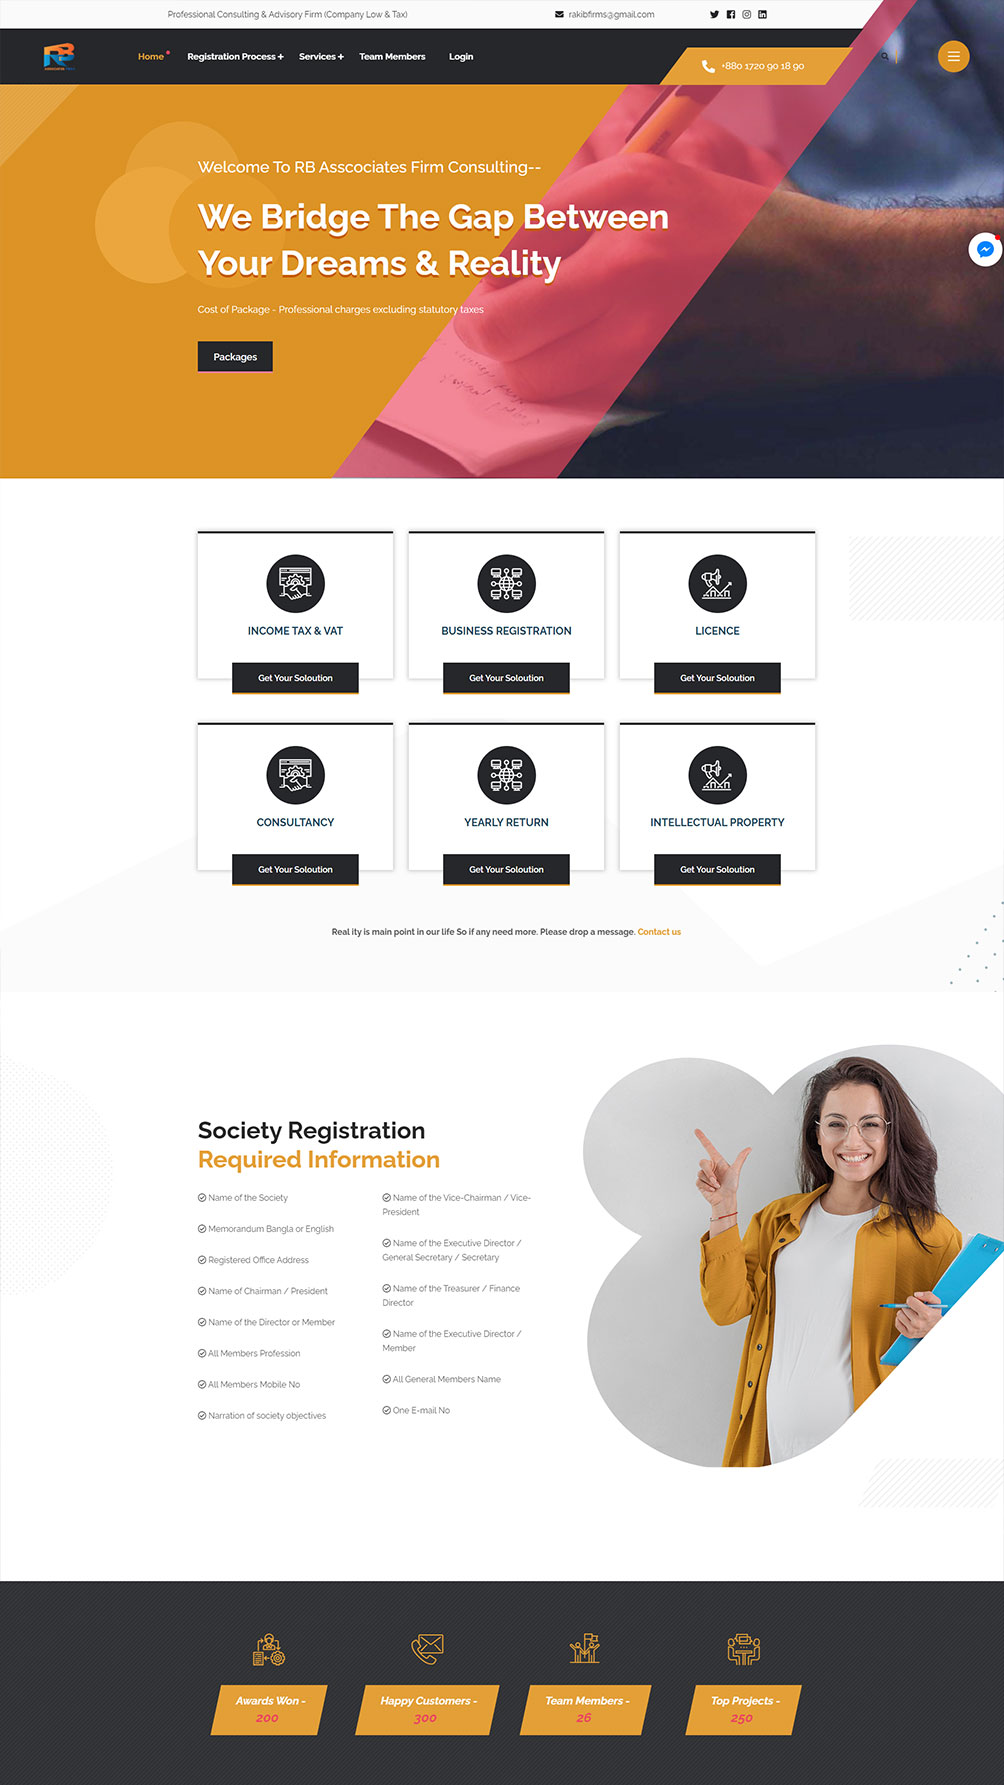 Professional Consulting & Advisory Firm (Company Low & Tax)
rakibfirms@gmail.com
RB
Home
Registration Process +
Services +
Team Members
Login
+880 1720 90 18 90
Welcome To RB Asscociates Firm Consulting--
We Bridge The Gap Between
Your Dreams & Reality
Cost of Package - Professional charges excluding statutory taxes
Packages
INCOME TAX & VAT
BUSINESS REGISTRATION
LICENCE
Get Your Soloution
Get Your Soloution
Get Your Soloution
CONSULTANCY
YEARLY RETURN
INTELLECTUAL PROPERTY
Get Your Soloution
Get Your Soloution
Get Your Soloution
Real ity is main point in our life So if any need more. Please drop a message. Contact us
Society Registration
Required Information
Name of the Society
Memorandum Bangla or English
Registered Office Address
Name of Chairman / President
Name of the Director or Member
All Members Profession
All Members Mobile No
Narration of society objectives
Name of the Vice-Chairman / Vice-
President
Name of the Executive Director /
General Secretary / Secretary
Name of the Treasurer / Finance
Director
Name of the Executive Director /
Member
All General Members Name
One E-mail No
Awards Won -
200
Happy Customers -
300
Team Members -
26
Top Projects -
250